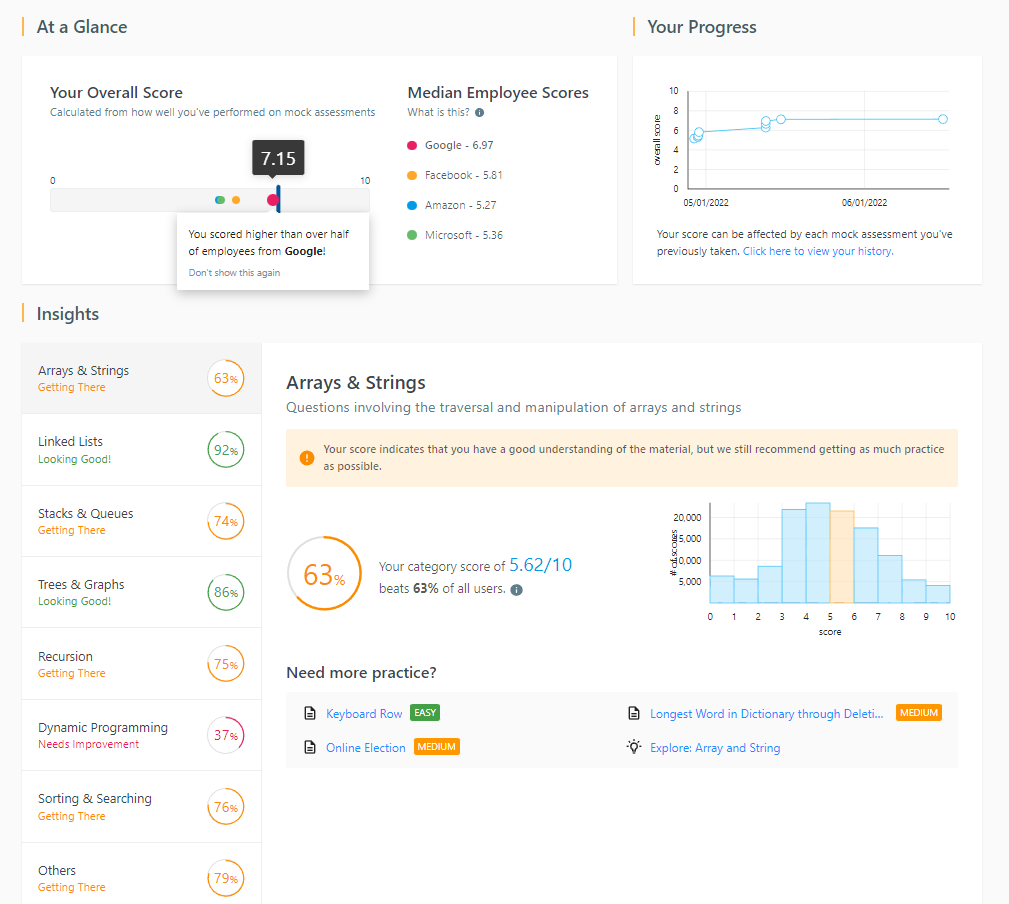 At a Glance
Your Overall Score
Calculated from how well you've performed on mock assessments
7.15
0
10
You scored higher than over half
of employees from Google!
Don't show this again
Median Employee Scores
What is this?
Google - 6.97
Facebook - 5.81
Amazon - 5.27
Microsoft - 5.36
Your Progress
overall score
10
8
6
4
2
0
05/01/2022
06/01/2022
Your score can be affected by each mock assessment you've
previously taken. Click here to view your history.
Insights
Arrays & Strings
Getting There
63%
Linked Lists
Looking Good!
92%
Stacks & Queues
Getting There
74%
Trees & Graphs
Looking Good!
86%
Recursion
Getting There
75%
Dynamic Programming
Needs Improvement
37%
Sorting & Searching
Getting There
76%
Others
Getting There
79%
Arrays & Strings
Questions involving the traversal and manipulation of arrays and strings
Your score indicates that you have a good understanding of the material, but we still recommend getting as much practice
as possible.
63%
Your category score of 5.62/10
beats 63% of all users.
20,000
5,000
0 1 2 3 4 5 6 7 8 9 10
score
Need more practice?
Keyboard Row EASY
Longest Word in Dictionary through Deleti... MEDIUM
Online Election MEDIUM
Explore: Array and String